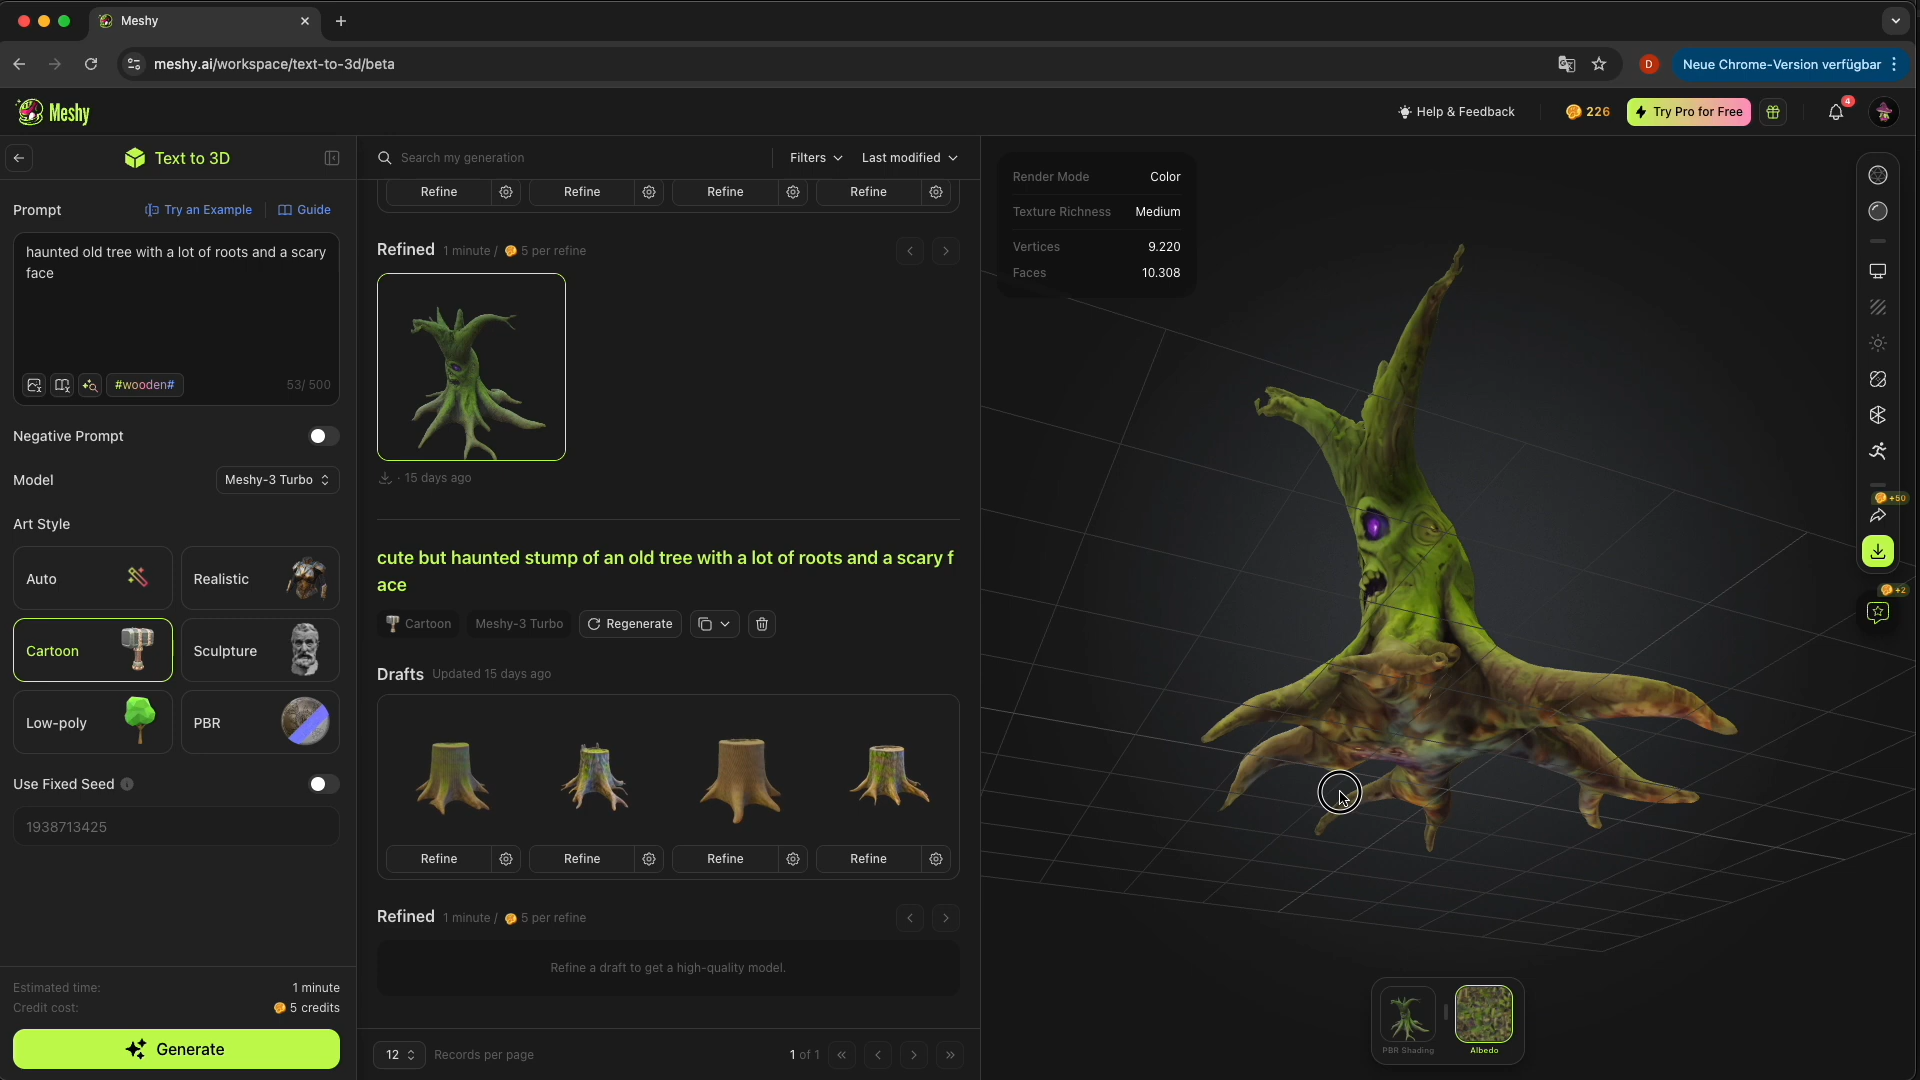 Meshy
meshy.ai/workspace/text-to-3d/beta
D
Neue Chrome-Version verfügbar
Meshy
Help & Feedback
226
Try Pro for Free
4
Text to 3D
Search my generation
Filters
Last modified
Prompt
Try an Example
Guide
haunted old tree with a lot of roots and a scary
face
#wooden#
53/ 500
Negative Prompt
Model
Meshy-3 Turbo
Art Style
Auto
Realistic
Cartoon
Sculpture
Low-poly
PBR
Use Fixed Seed
1938713425
Estimated time:
1 minute
Credit cost:
5 credits
Generate
Refine
Refine
Refine
Refine
Refined
1 minute /
5 per refine
· 15 days ago
cute but haunted stump of an old tree with a lot of roots and a scary f
ace
Cartoon
Meshy-3 Turbo
Regenerate
Drafts
Updated 15 days ago
Refine
Refine
Refine
Refine
Refined
1 minute /
5 per refine
Refine a draft to get a high-quality model.
12
Records per page
1 of 1
Render Mode
Color
Texture Richness
Medium
Vertices
9.220
Faces
10.308
+50
+2
PBR Shading
Albedo